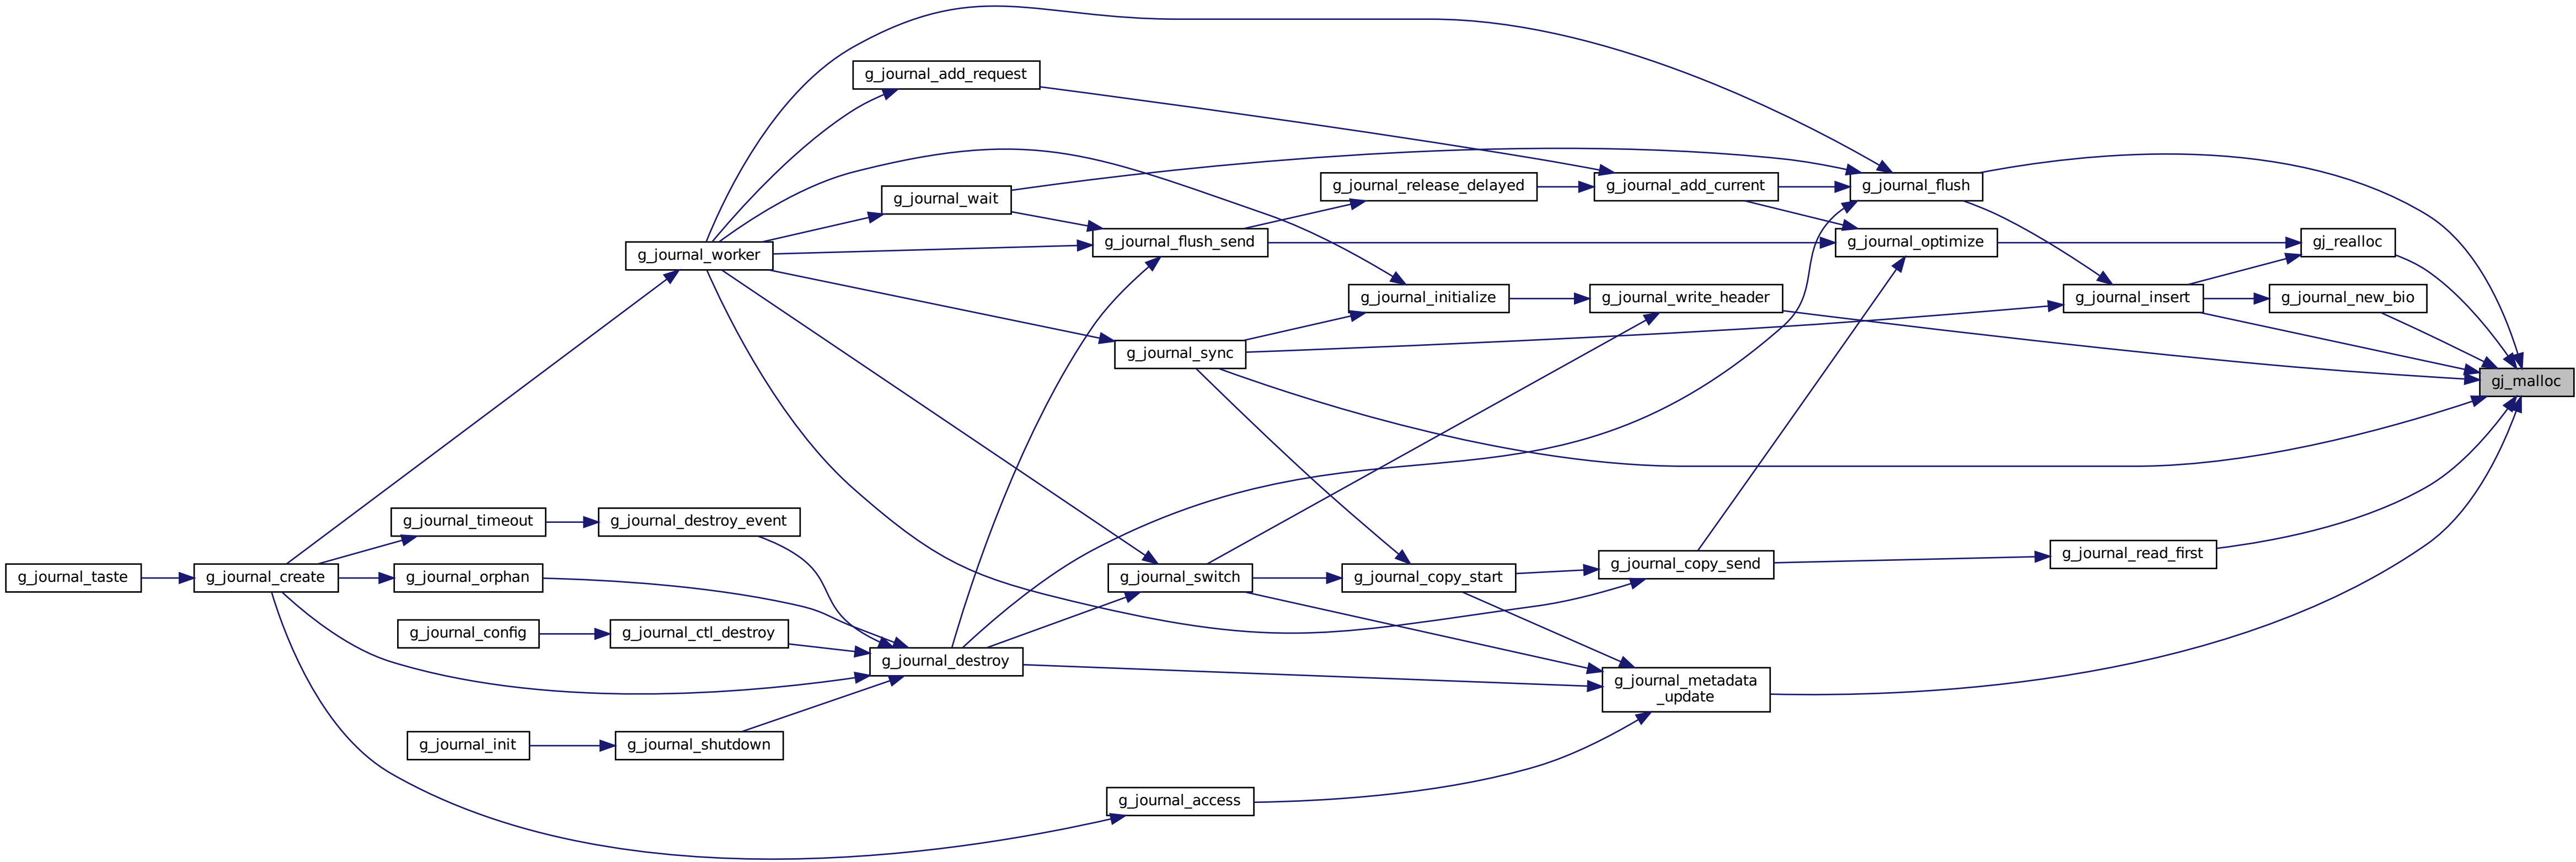 g_journal_add_request
g_journal_release_delayed
g_journal_add_current
g_journal_flush
g_journal_wait
g_journal_worker
g_journal_flush_send
g_journal_optimize
gj_realloc
g_journal_initialize
g_journal_write_header
g_journal_insert
g_journal_new_bio
g_journal_sync
gj_malloc
g_journal_timeout
g_journal_destroy_event
g_journal_read_first
g_journal_taste
g_journal_create
g_journal_orphan
g_journal_switch
g_journal_copy_start
g_journal_copy_send
g_journal_config
g_journal_ctl_destroy
g_journal_destroy
g_journal_metadata
_update
g_journal_init
g_journal_shutdown
g_journal_access